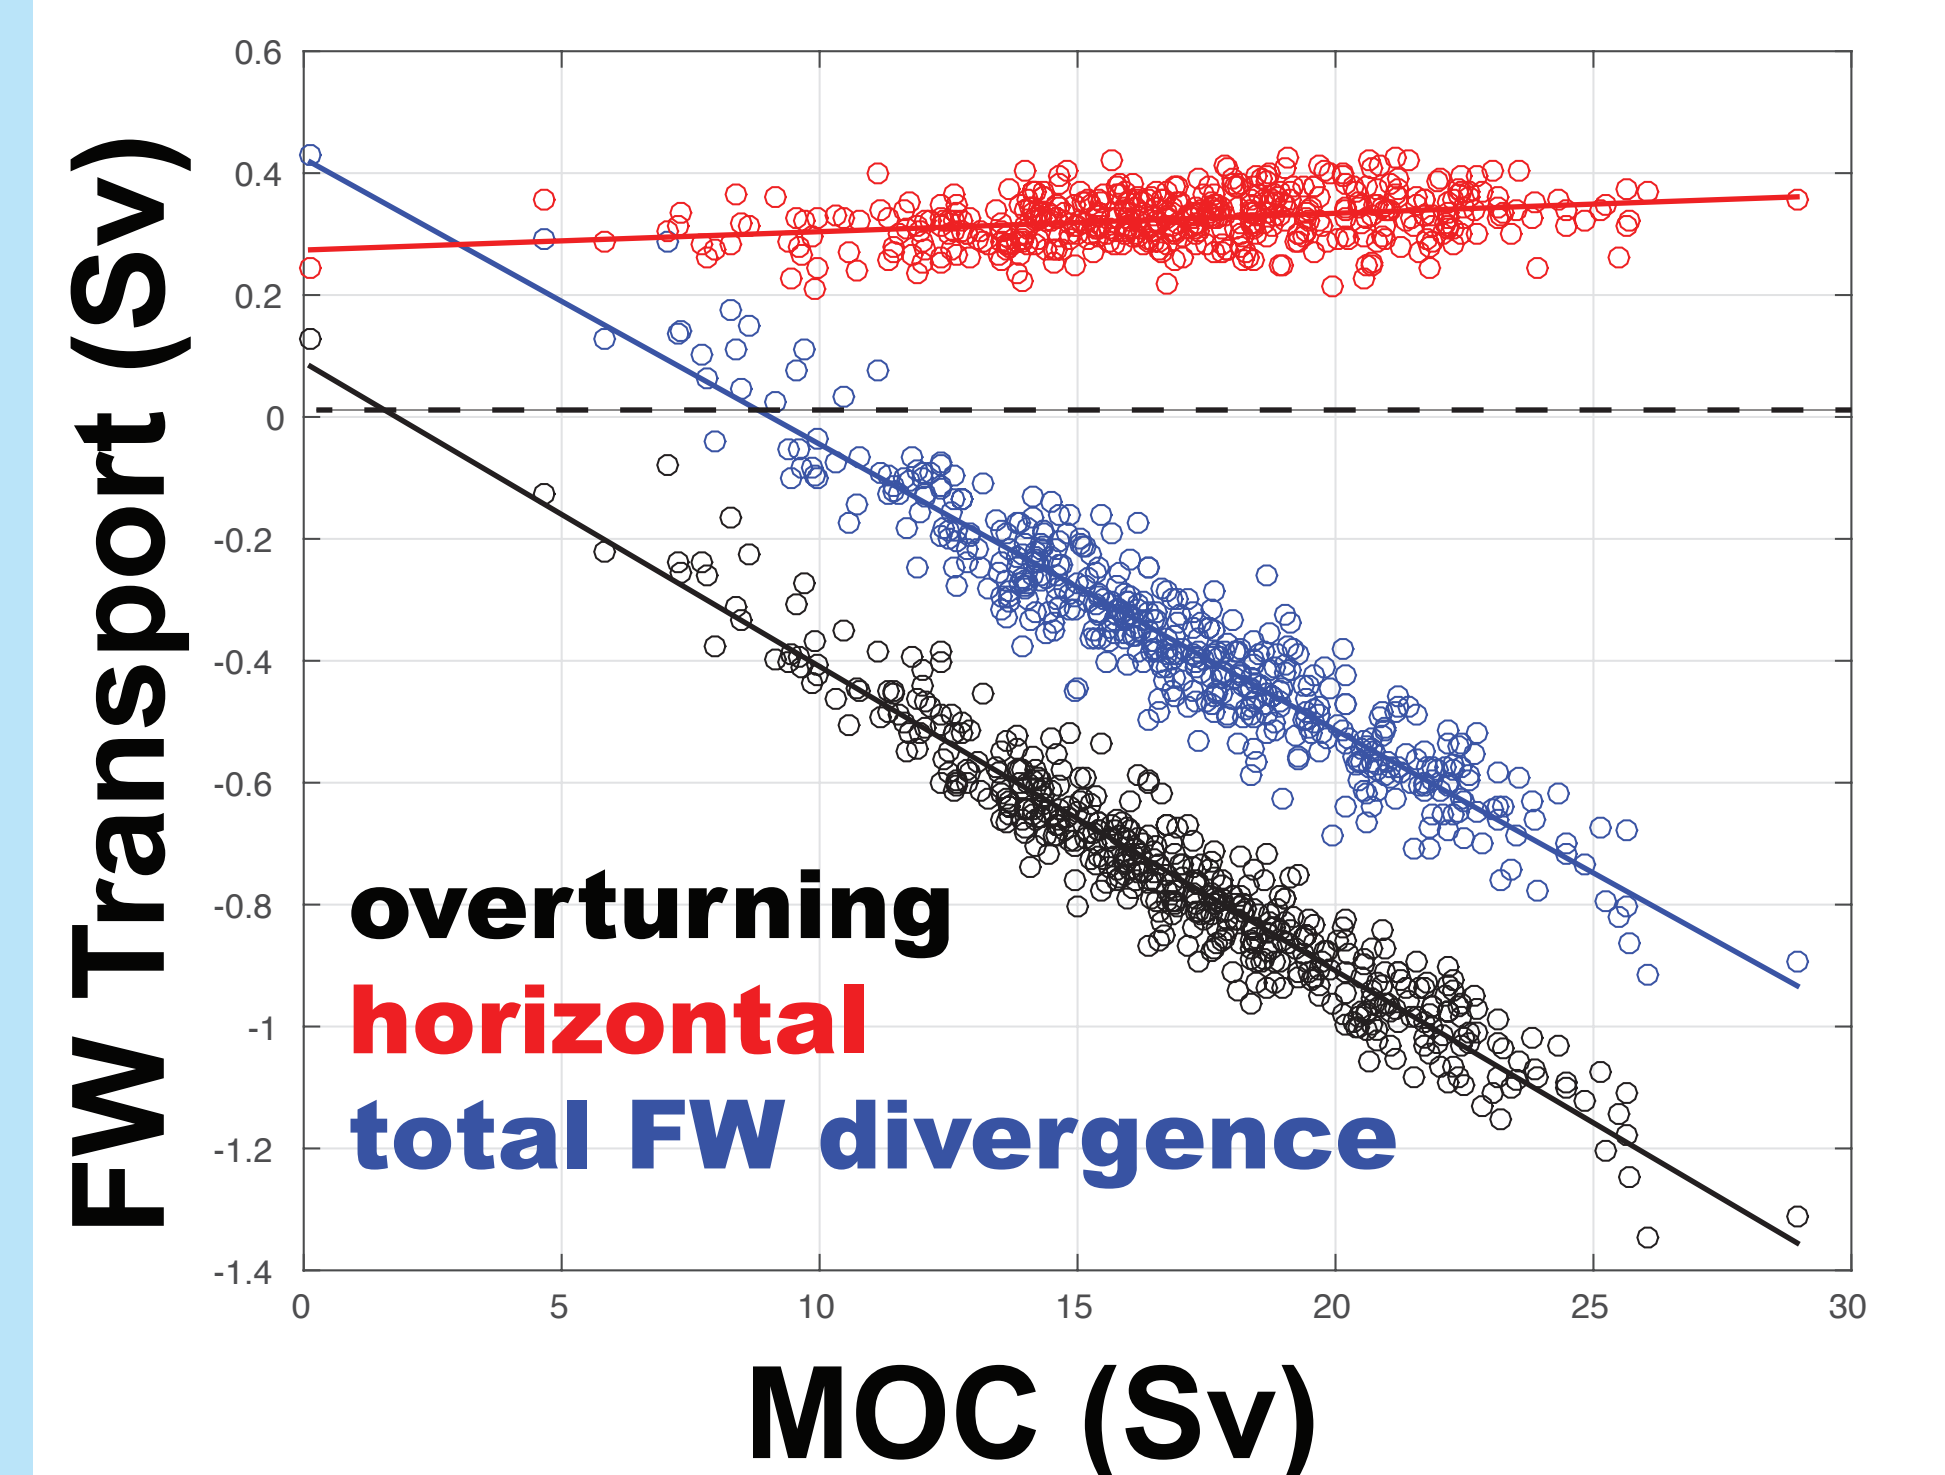 FW Transport (Sv)
0.6
0.4
0.2
0
-0.2
-0.4
-0.6
-0.8
-1
-1.2
-1.4
overturning
horizontal
total FW divergence
0 5 10 15 20 25 30
MOC (Sv)